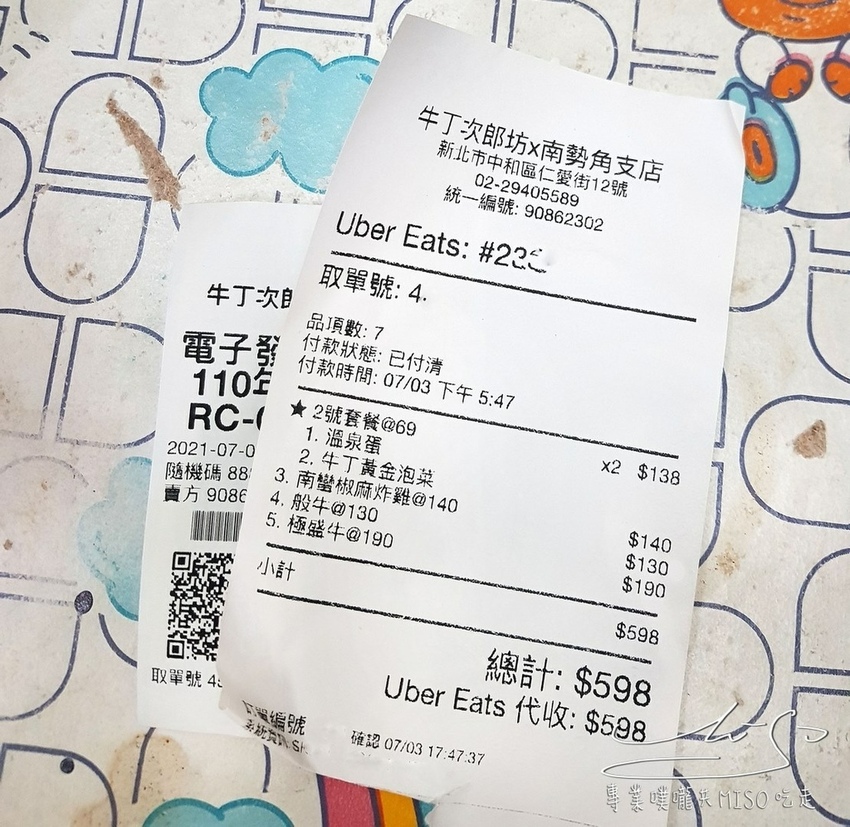 牛丁次郎坊x南勢角支店
新北市中和區仁愛街12號
02-29405589
統一編號: 90862302
Uber Eats: #23
取單號: 4
品項數: 7
付款狀態: 已付清
付款時間: 07/03 下午 5:47
★ 2號套餐@69 x2 $138
1. 溫泉蛋
2. 牛丁黃金泡菜
3. 南蠻椒麻炸雞@140 $140
4. 般牛@130 $130
5. 極盛牛@190 $190
小計 $598
總計: $598
Uber Eats 代收: $598
訂單編號
確認 07/03 17:47:37
牛丁次郎
電子發
110年
RC-
2021-07-0
隨機碼 88
賣方 9086
取單號 4
專業噗嚨共MISO吃走